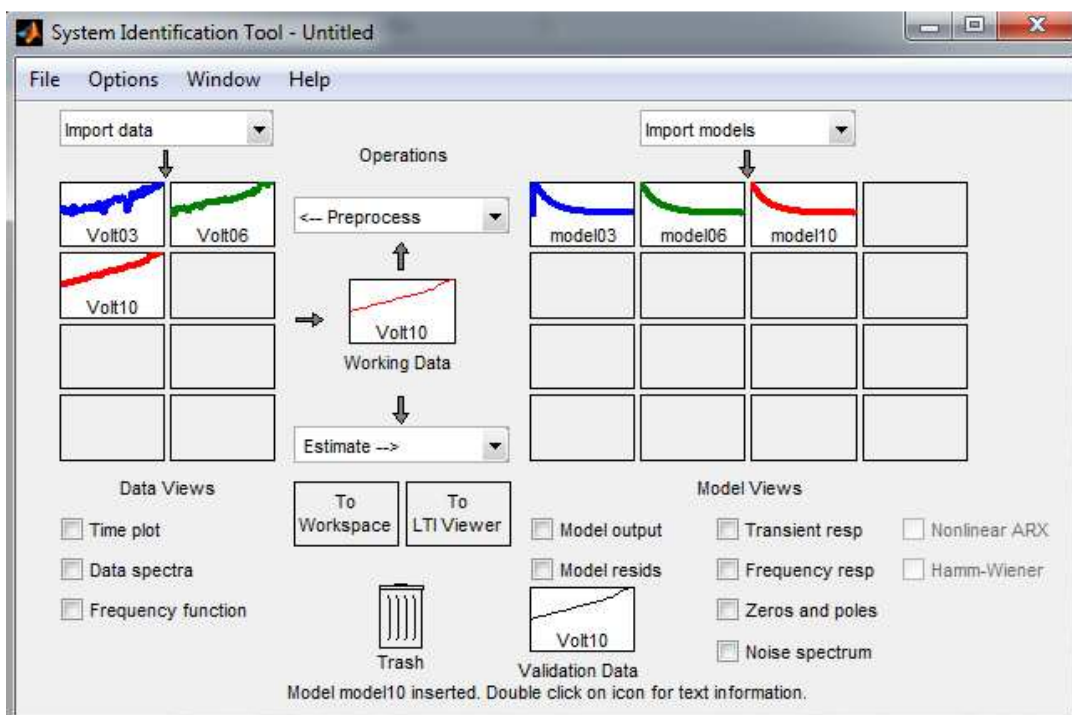 System Identification Tool - Untitled
File Options Window Help
Import data
Import models
Operations
Volt03 Volt06
<-- Preprocess
model03 model06 model10
Volt10
Volt10
Working Data
Estimate -->
Data Views
Model Views
To Workspace
To LTI Viewer
Time plot
Data spectra
Frequency function
Model output
Model resids
Transient resp
Frequency resp
Zeros and poles
Noise spectrum
Nonlinear ARX
Hamm-Wiener
Trash
Volt10
Validation Data
Model model10 inserted. Double click on icon for text information.